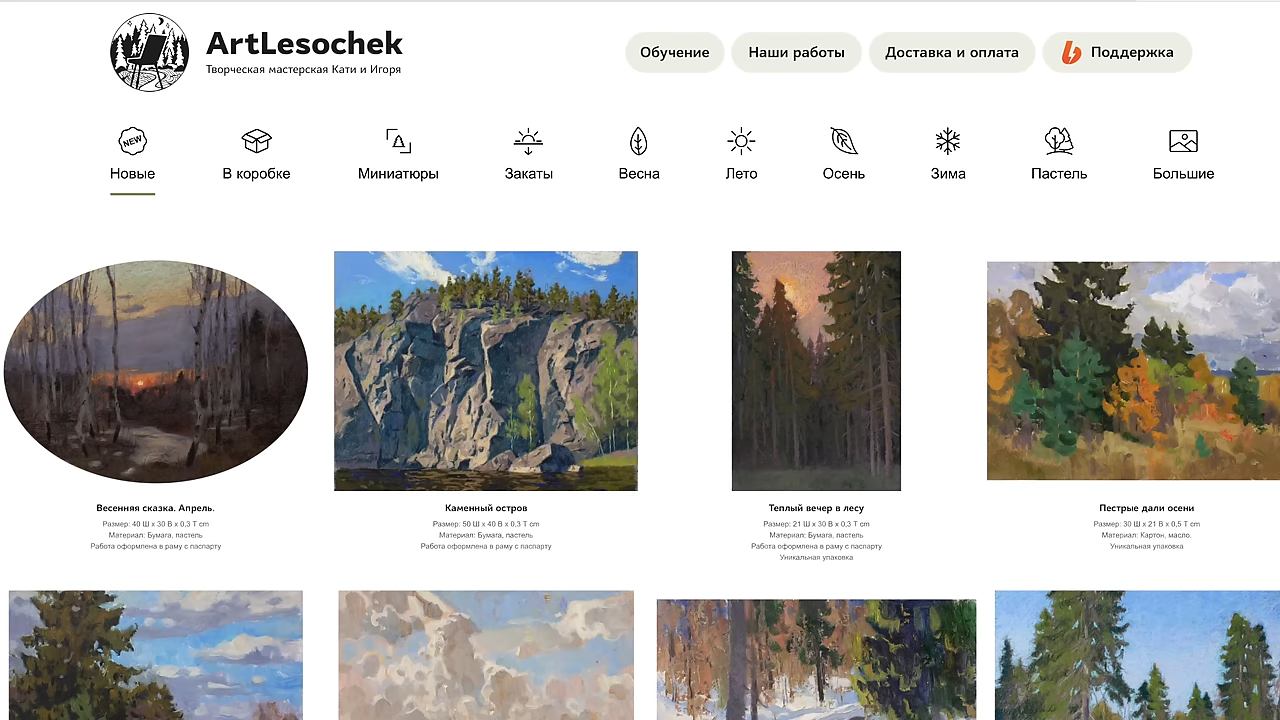 ArtLesochek
Творческая мастерская Кати и Игоря
Обучение
Наши работы
Доставка и оплата
Поддержка
NEW
Новые
В коробке
Миниатюры
Закаты
Весна
Лето
Осень
Зима
Пастель
Большие
Весенняя сказка. Апрель.
Размер: 40 Ш x 30 В x 0,3 Т cm
Материал: Бумага, пастель
Работа оформлена в раму с паспарту
Каменный остров
Размер: 50 Ш x 40 В x 0,3 Т cm
Материал: Бумага, пастель
Работа оформлена в раму с паспарту
Теплый вечер в лесу
Размер: 21 Ш x 30 В x 0,3 Т cm
Материал: Бумага, пастель
Работа оформлена в раму с паспарту
Уникальная упаковка
Пестрые дали осени
Размер: 30 Ш x 21 В x 0,5 Т cm
Материал: Картон, масло.
Уникальная упаковка